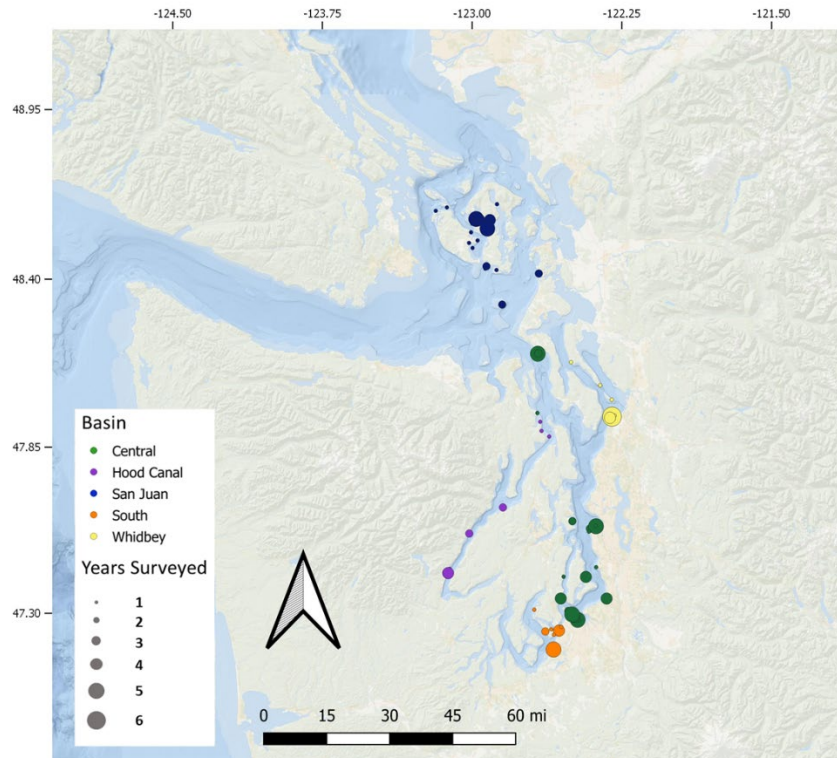 -124.50 -123.75 -123.00 -122.25 -121.50
48.95
48.40
47.85
47.30
Basin
Central
Hood Canal
San Juan
South
Whidbey
Years Surveyed
1
2
3
4
5
6
0 15 30 45 60 mi